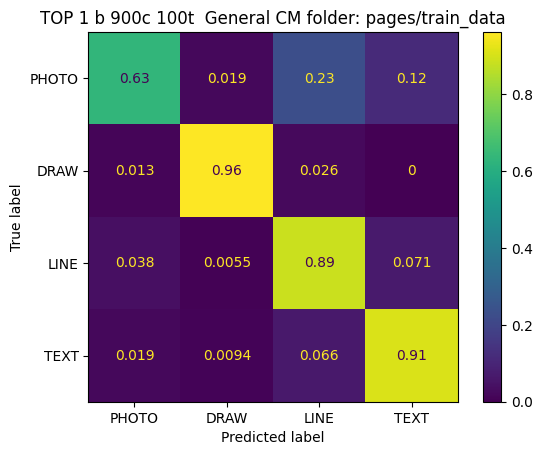 TOP 1 b 900c 100t  General CM folder: pages/train_data
PHOTO 0.63 0.019 0.23 0.12
DRAW 0.013 0.96 0.026 0
LINE 0.038 0.0055 0.89 0.071
TEXT 0.019 0.0094 0.066 0.91
PHOTO DRAW LINE TEXT
Predicted label
True label
0.8
0.6
0.4
0.2
0.0